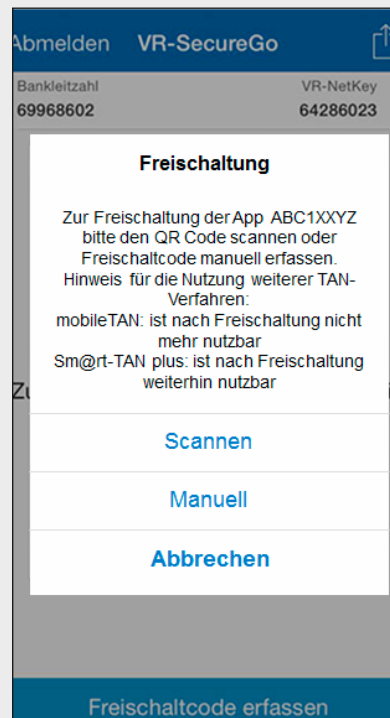 Abmelden VR-SecureGo
Bankleitzahl VR-NetKey
69968602 64286023
Freischaltung
Zur Freischaltung der App ABC1XXYZ
bitte den QR Code scannen oder
Freischaltcode manuell erfassen.
Hinweis für die Nutzung weiterer TAN-
Verfahren:
mobileTAN: ist nach Freischaltung nicht
mehr nutzbar
Sm@rt-TAN plus: ist nach Freischaltung
weiterhin nutzbar
Scannen
Manuell
Abbrechen
Freischaltcode erfassen